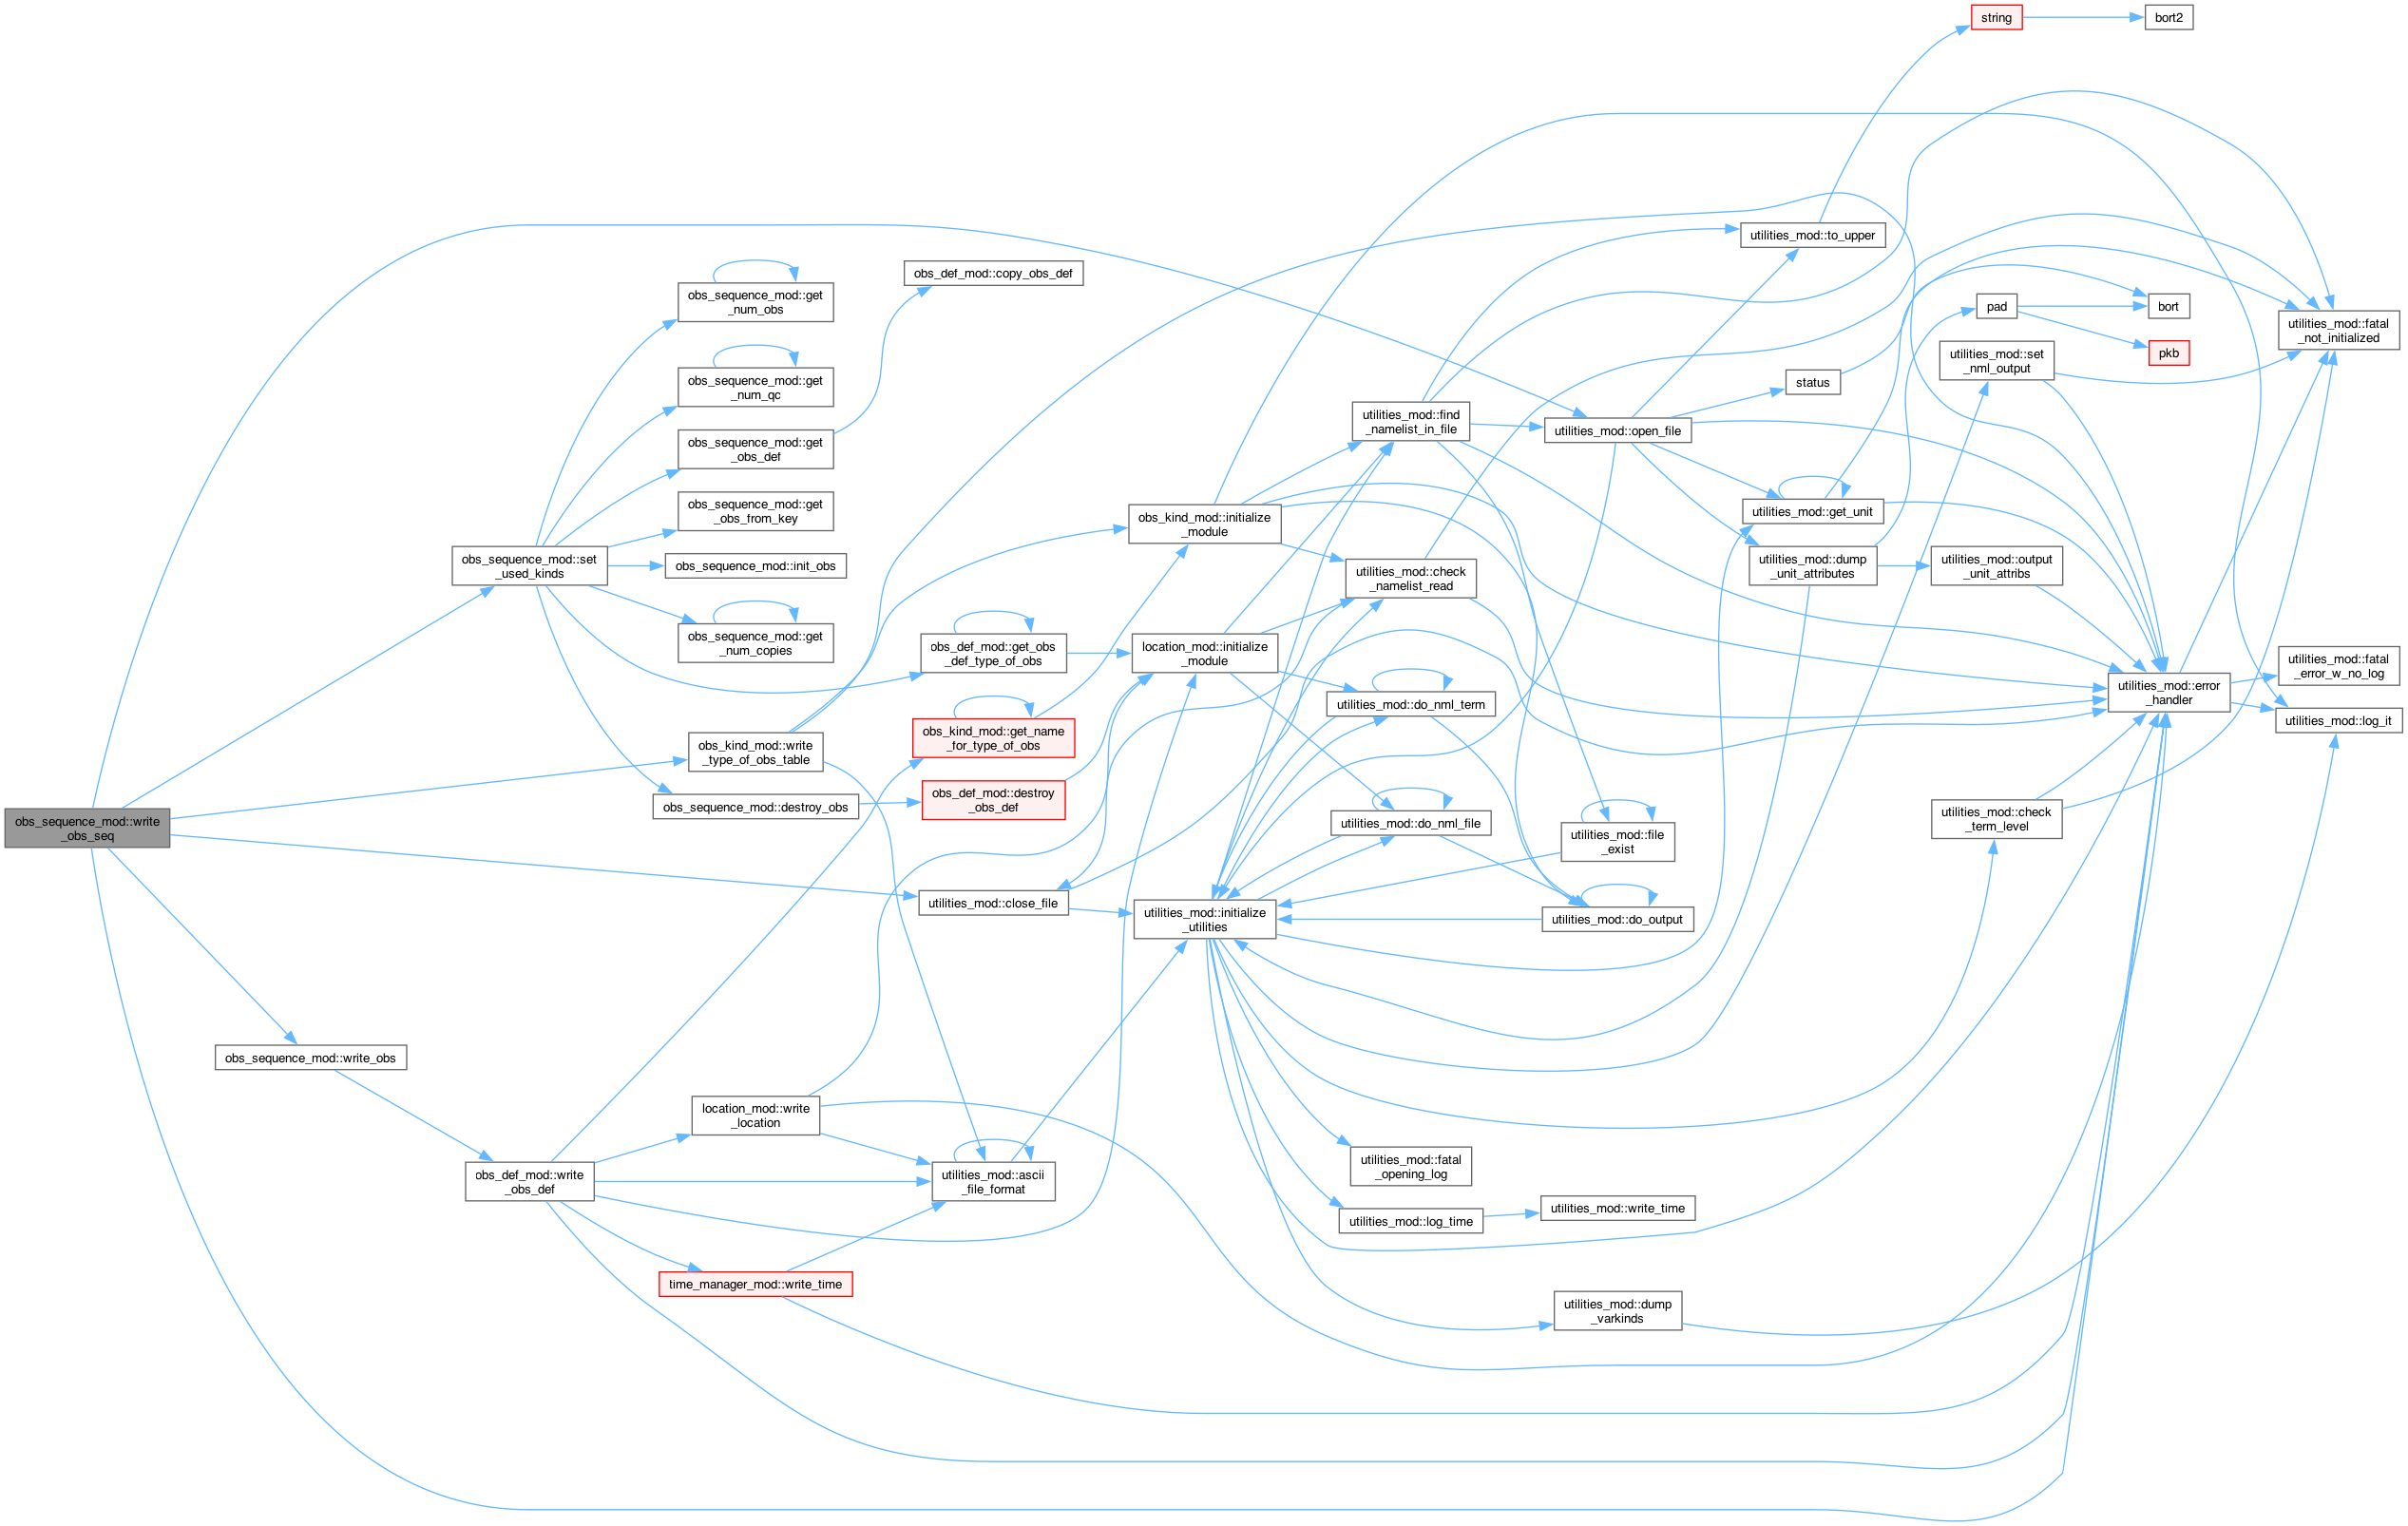 string
bort2
utilities_mod::to_upper
obs_def_mod::copy_obs_def
obs_sequence_mod::get
_num_obs
pad
bort
utilities_mod::fatal
_not_initialized
pkb
utilities_mod::set
_nml_output
status
obs_sequence_mod::get
_num_qc
utilities_mod::find
_namelist_in_file
utilities_mod::open_file
obs_sequence_mod::get
_obs_def
obs_sequence_mod::get
_obs_from_key
obs_kind_mod::initialize
_module
utilities_mod::get_unit
obs_sequence_mod::set
_used_kinds
obs_sequence_mod::init_obs
utilities_mod::check
_namelist_read
utilities_mod::dump
_unit_attributes
utilities_mod::output
_unit_attribs
obs_sequence_mod::get
_num_copies
obs_def_mod::get_obs
_def_type_of_obs
location_mod::initialize
_module
utilities_mod::fatal
_error_w_no_log
utilities_mod::do_nml_term
utilities_mod::error
_handler
utilities_mod::log_it
obs_kind_mod::get_name
_for_type_of_obs
obs_kind_mod::write
_type_of_obs_table
obs_def_mod::destroy
_obs_def
obs_sequence_mod::destroy_obs
obs_sequence_mod::write
_obs_seq
utilities_mod::do_nml_file
utilities_mod::file
_exist
utilities_mod::check
_term_level
utilities_mod::close_file
utilities_mod::initialize
_utilities
utilities_mod::do_output
obs_sequence_mod::write_obs
location_mod::write
_location
obs_def_mod::write
_obs_def
utilities_mod::ascii
_file_format
utilities_mod::fatal
_opening_log
utilities_mod::log_time
utilities_mod::write_time
time_manager_mod::write_time
utilities_mod::dump
_varkinds